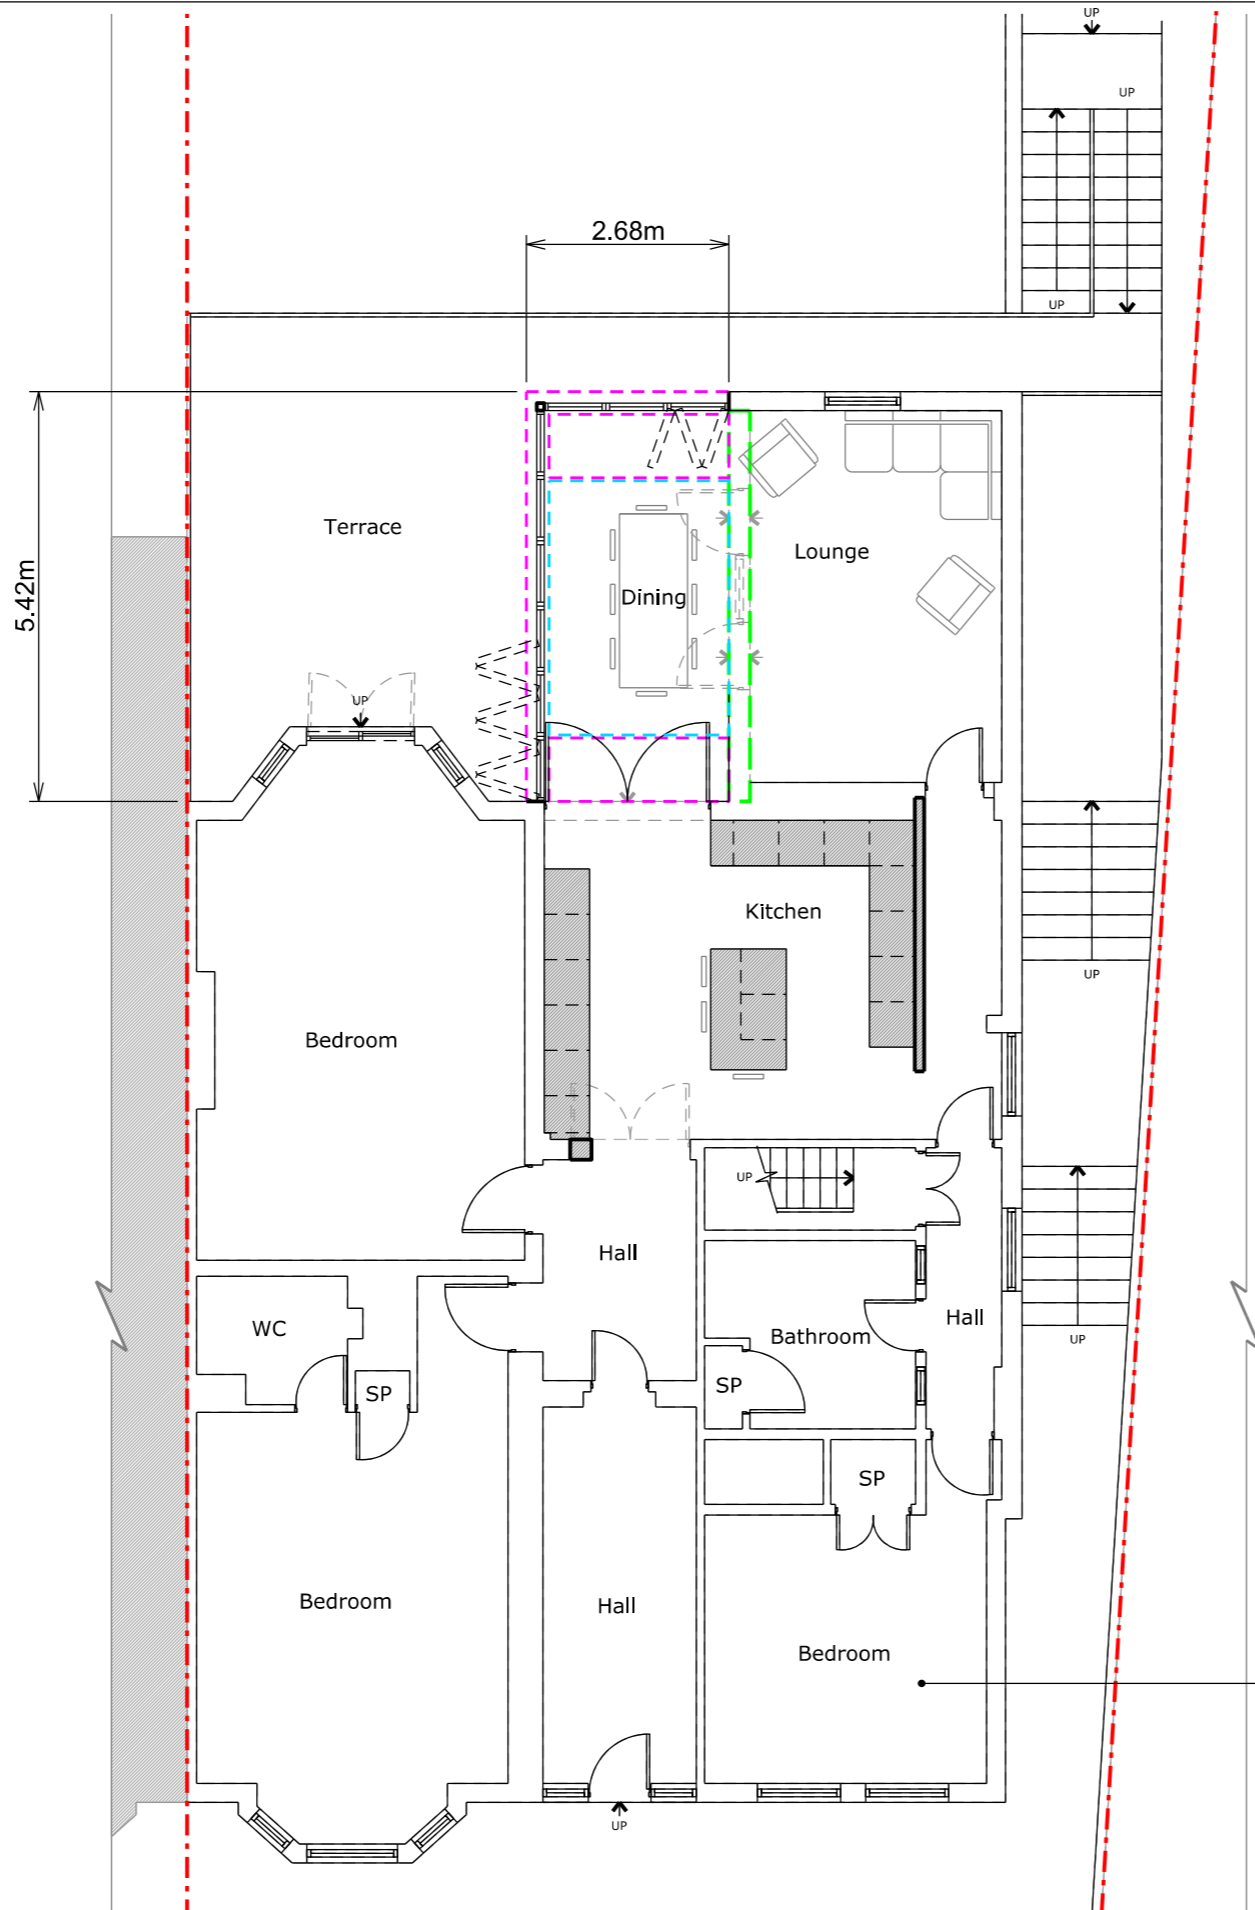 UP
UP
2.68m
UP
5.42m
Terrace
Lounge
Dining
UP
Kitchen
UP
Bedroom
UP
Hall
Hall
WC
Bathroom
UP
SP
SP
SP
Bedroom
Hall
Bedroom
UP